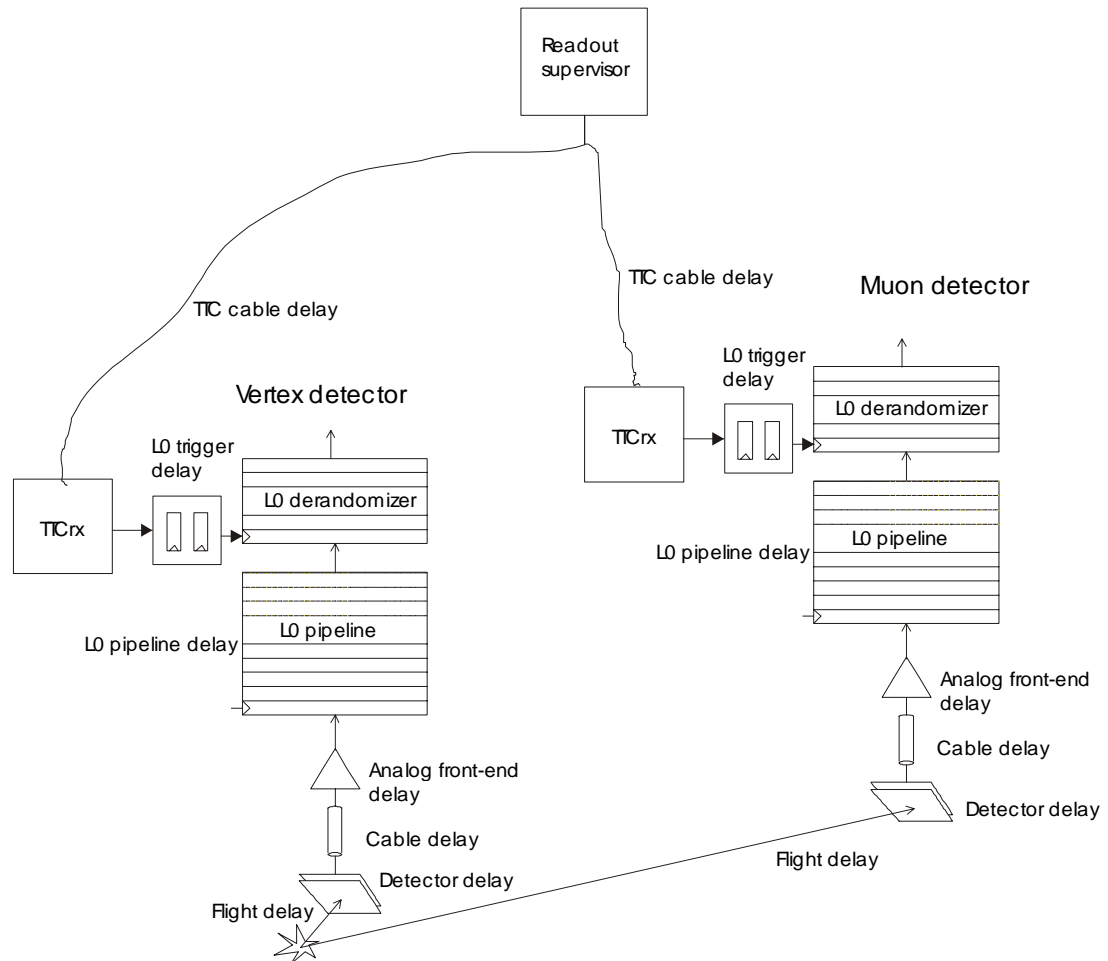 Readout
supervisor
TTC cable delay
TTC cable delay
Muon detector
L0 trigger
delay
L0 derandomizer
TTCrx
Vertex detector
L0 trigger
delay
L0 derandomizer
TTCrx
L0 pipeline
L0 pipeline delay
L0 pipeline
L0 pipeline delay
Analog front-end
delay
Cable delay
Detector delay
Flight delay
Analog front-end
delay
Cable delay
Detector delay
Flight delay